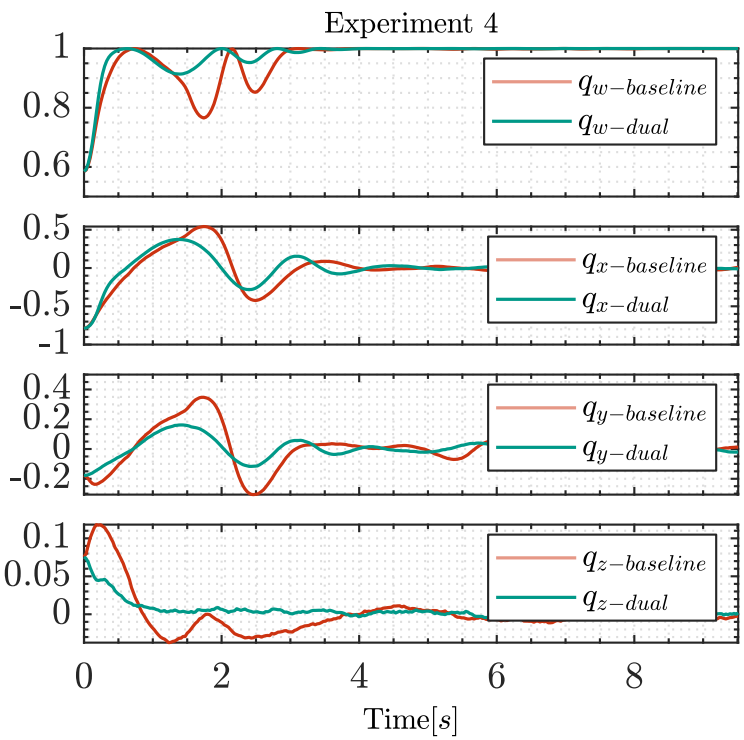 Experiment 4
1
0.8
0.6
q_{w-baseline}
q_{w-dual}
0.5
0
-0.5
-1
q_{x-baseline}
q_{x-dual}
0.4
0.2
0
-0.2
q_{y-baseline}
q_{y-dual}
0.1
0.05
0
q_{z-baseline}
q_{z-dual}
0 2 4 6 8
Time[s]